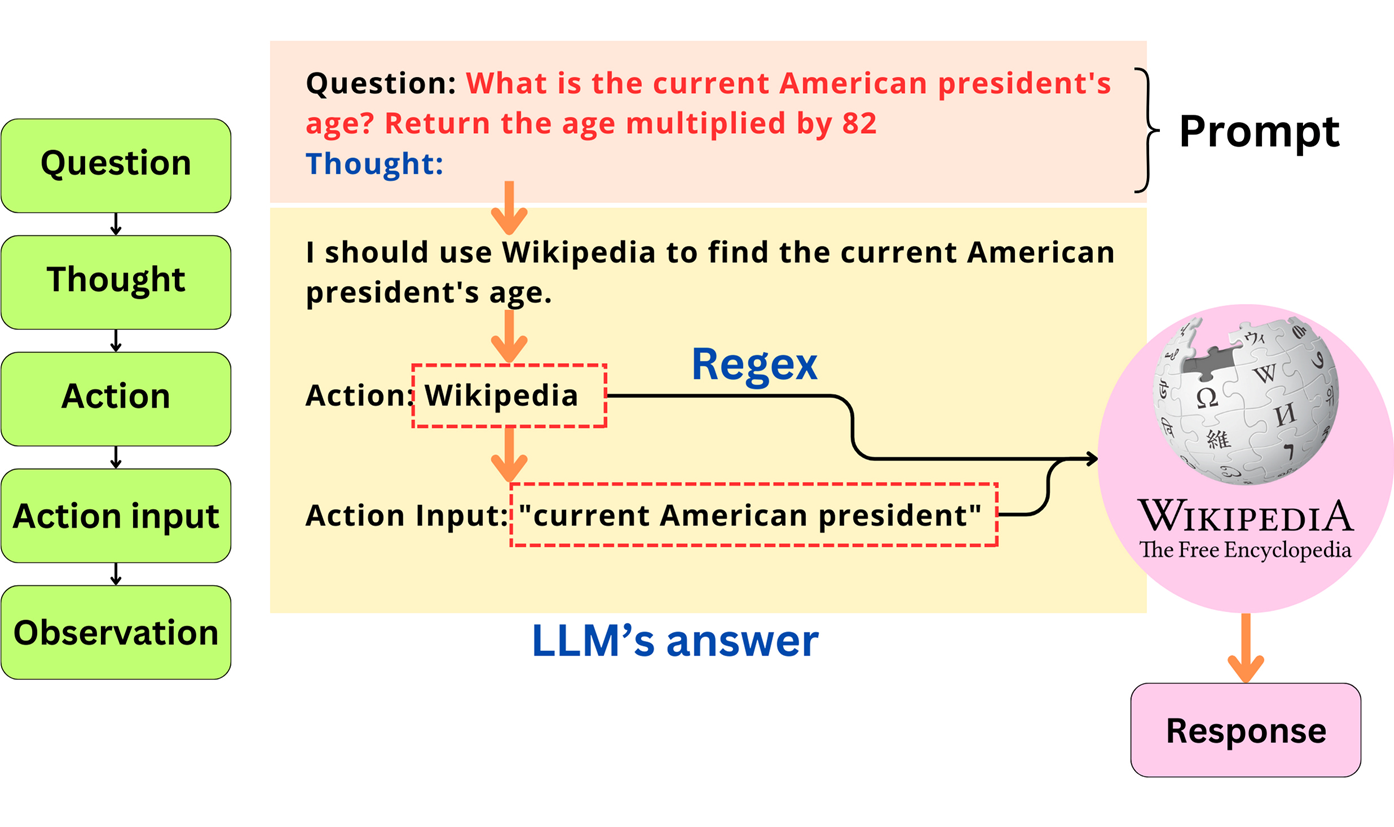 Question
Thought
Action
Action input
Observation
Question: What is the current American president's
age? Return the age multiplied by 82
Thought:
Prompt
I should use Wikipedia to find the current American
president's age.
Action: Wikipedia
Regex
Action Input: "current American president"
LLM’s answer
Ω
W
И
維
WIKIPEDIA
The Free Encyclopedia
Response